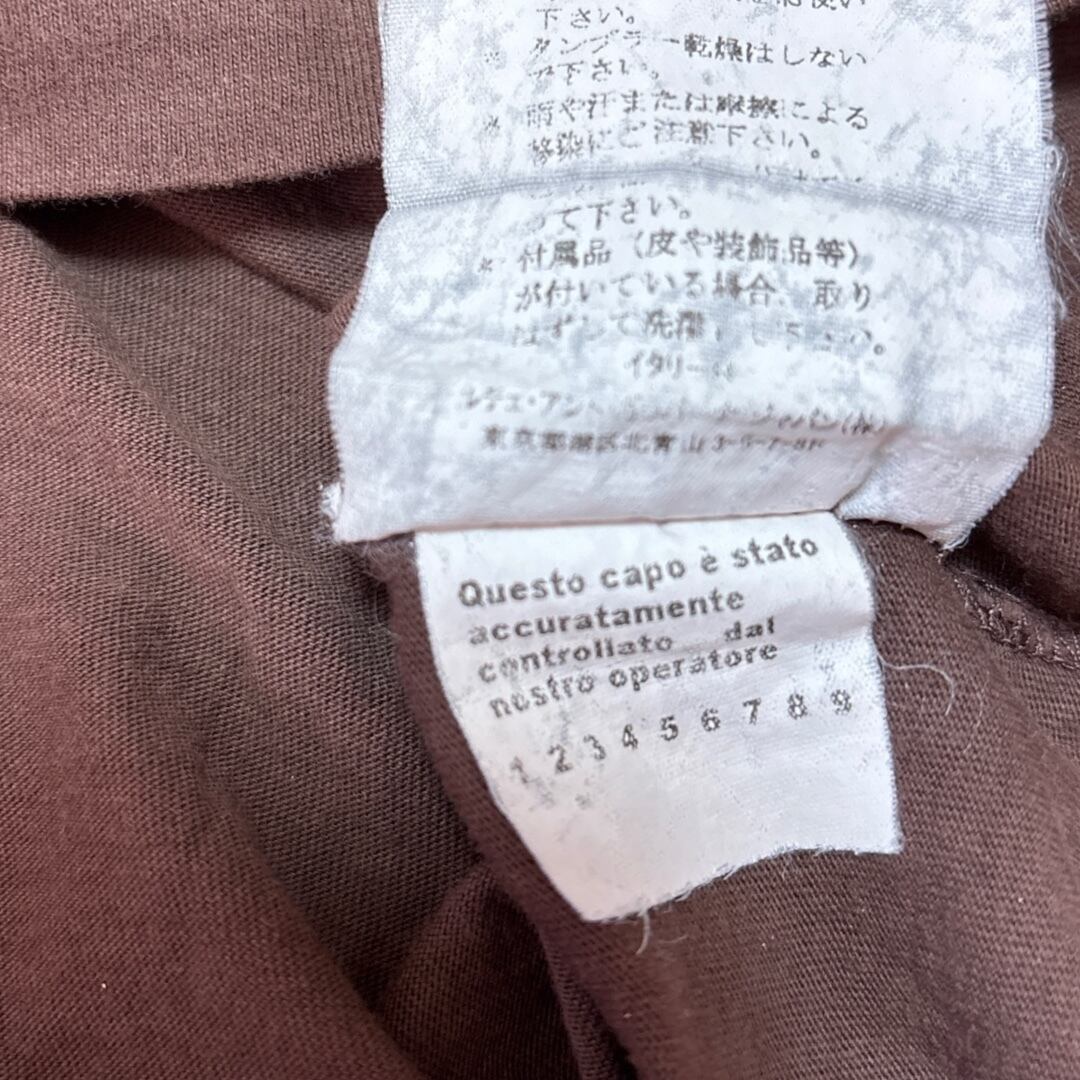 下さい。
* タンブラー乾燥はしない
で下さい。
* 雨や汗または摩擦による
移染にご注意下さい。
って下さい。
* 付属品（皮や装飾品等）
が付いている場合、取り
はずして洗濯
イタリー
東京都港区北青山3-5-
Questo capo è stato
accuratamente
controllato dal
nostro operatore
1 2 3 4 5 6 7 8 9